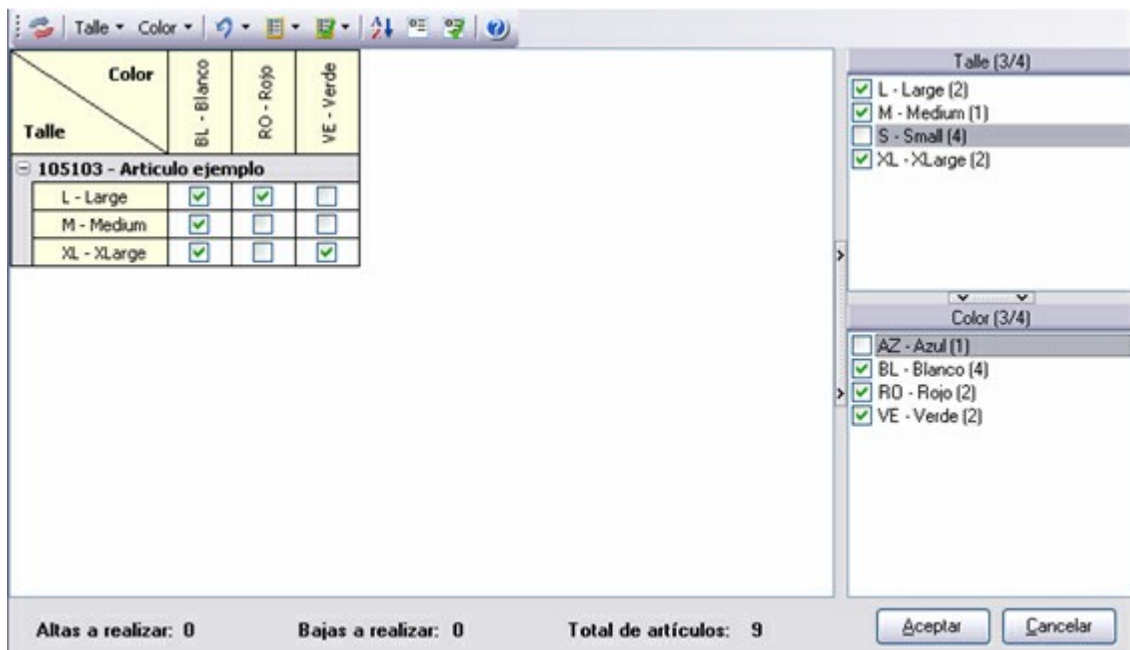 Talle Color
Color
Talle
BL - Blanco
RO - Rojo
VE - Verde
105103 - Articulo ejemplo
L - Large
M - Medium
XL - XLarge
Talle (3/4)
L - Large (2)
M - Medium (1)
S - Small (4)
XL - XLarge (2)
Color (3/4)
AZ - Azul (1)
BL - Blanco (4)
RO - Rojo (2)
VE - Verde (2)
Altas a realizar: 0 Bajas a realizar: 0 Total de artículos: 9 Aceptar Cancelar